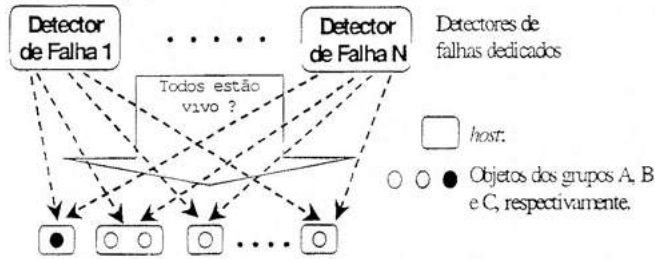 Detector
de Falha 1
Detector
de Falha N
Detectores de
falhas dedicados
Todos estão
vivo ?
host.
Objetos dos grupos A, B
e C, respectivamente.